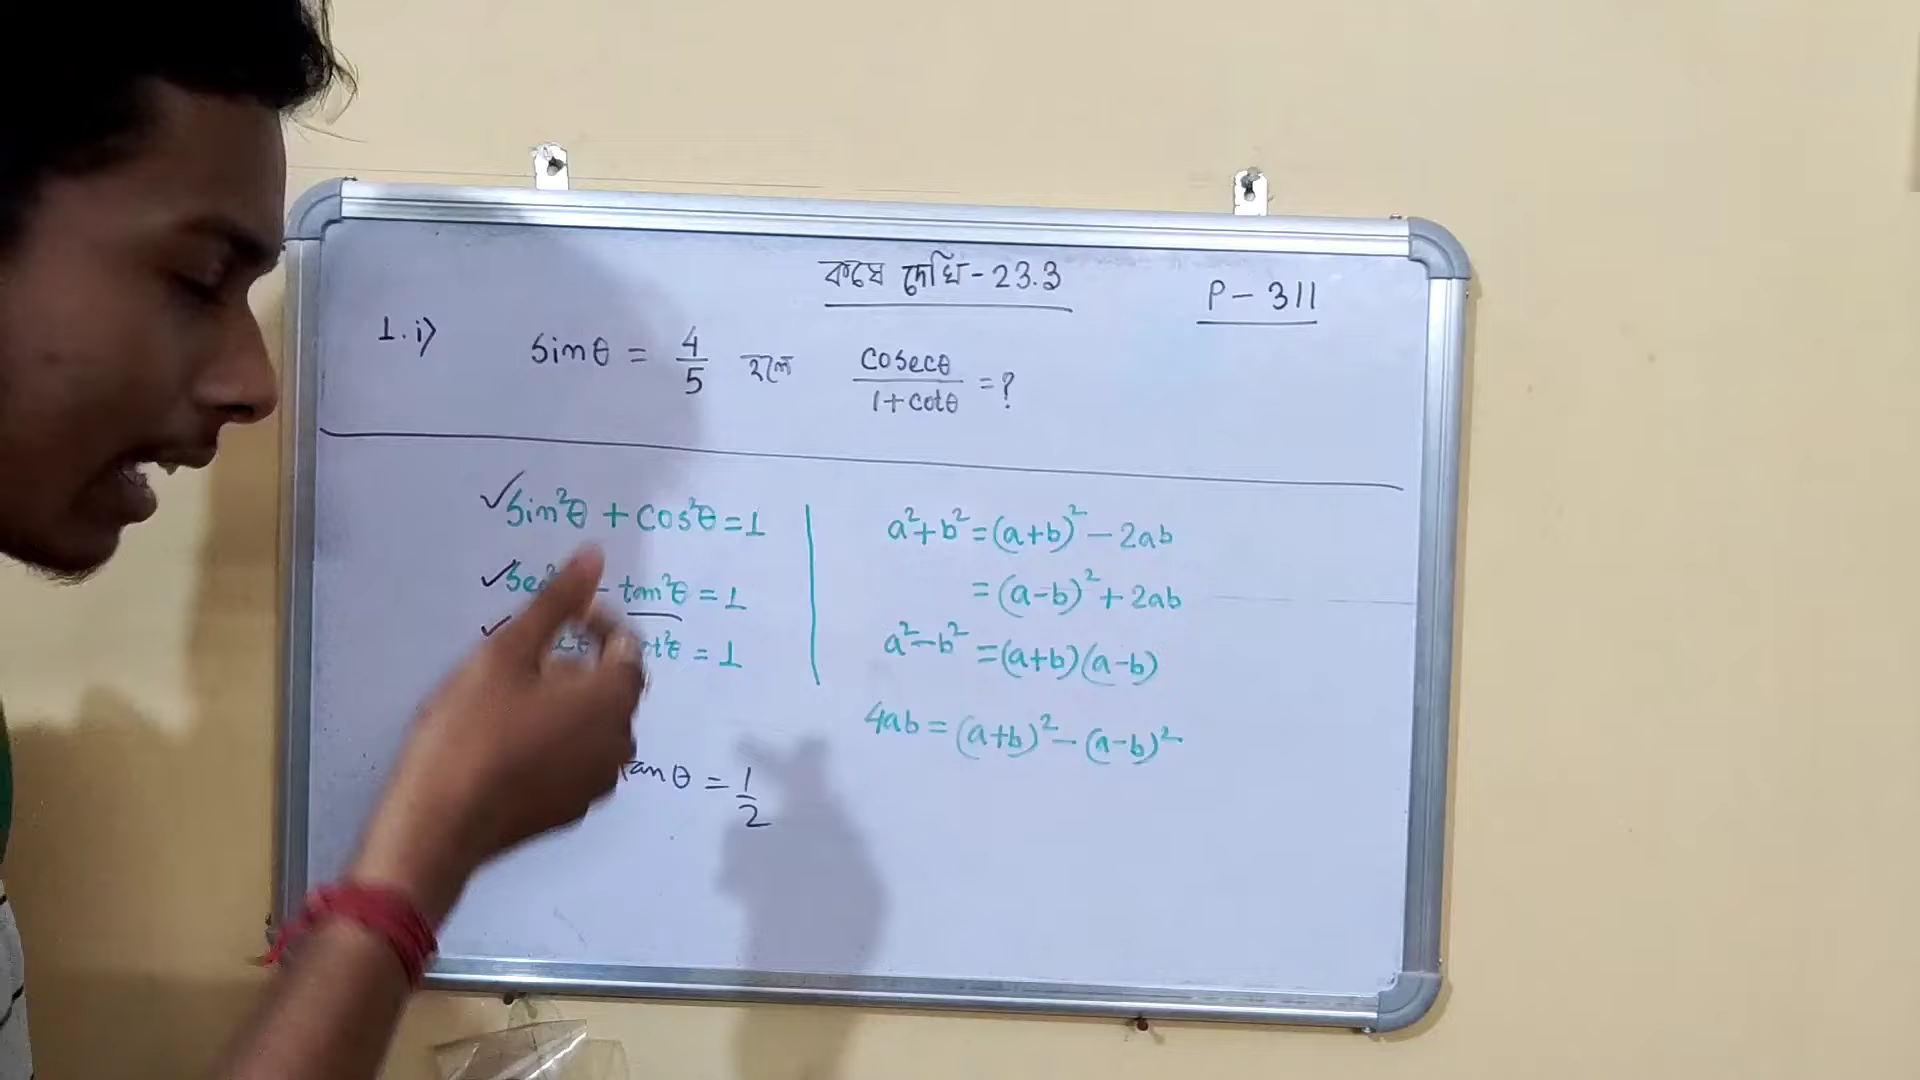 কষে দেখি - 23.3
P - 311
1. i) sinθ = 4/5 হলে cosecθ/1+cotθ = ?
✓ sin²θ + cos²θ = 1
✓ sec² - tan²θ = 1
✓ cot²θ = 1
a²+b² = (a+b)² - 2ab
= (a-b)² + 2ab
a²-b² = (a+b)(a-b)
4ab = (a+b)² - (a-b)²
tanθ = 1/2